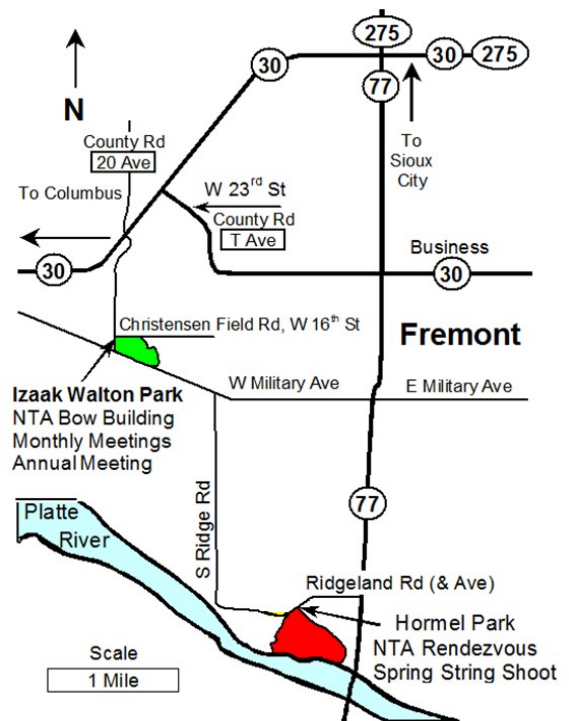 275
30
30
275
77
N
To
Sioux
City
County Rd
20 Ave
To Columbus
W 23rd St
County Rd
T Ave
Business
30
30
Christensen Field Rd, W 16th St
Fremont
W Military Ave
E Military Ave
Izaak Walton Park
NTA Bow Building
Monthly Meetings
Annual Meeting
77
Platte
River
S Ridge Rd
Ridgeland Rd (& Ave)
Hormel Park
NTA Rendezvous
Spring String Shoot
Scale
1 Mile